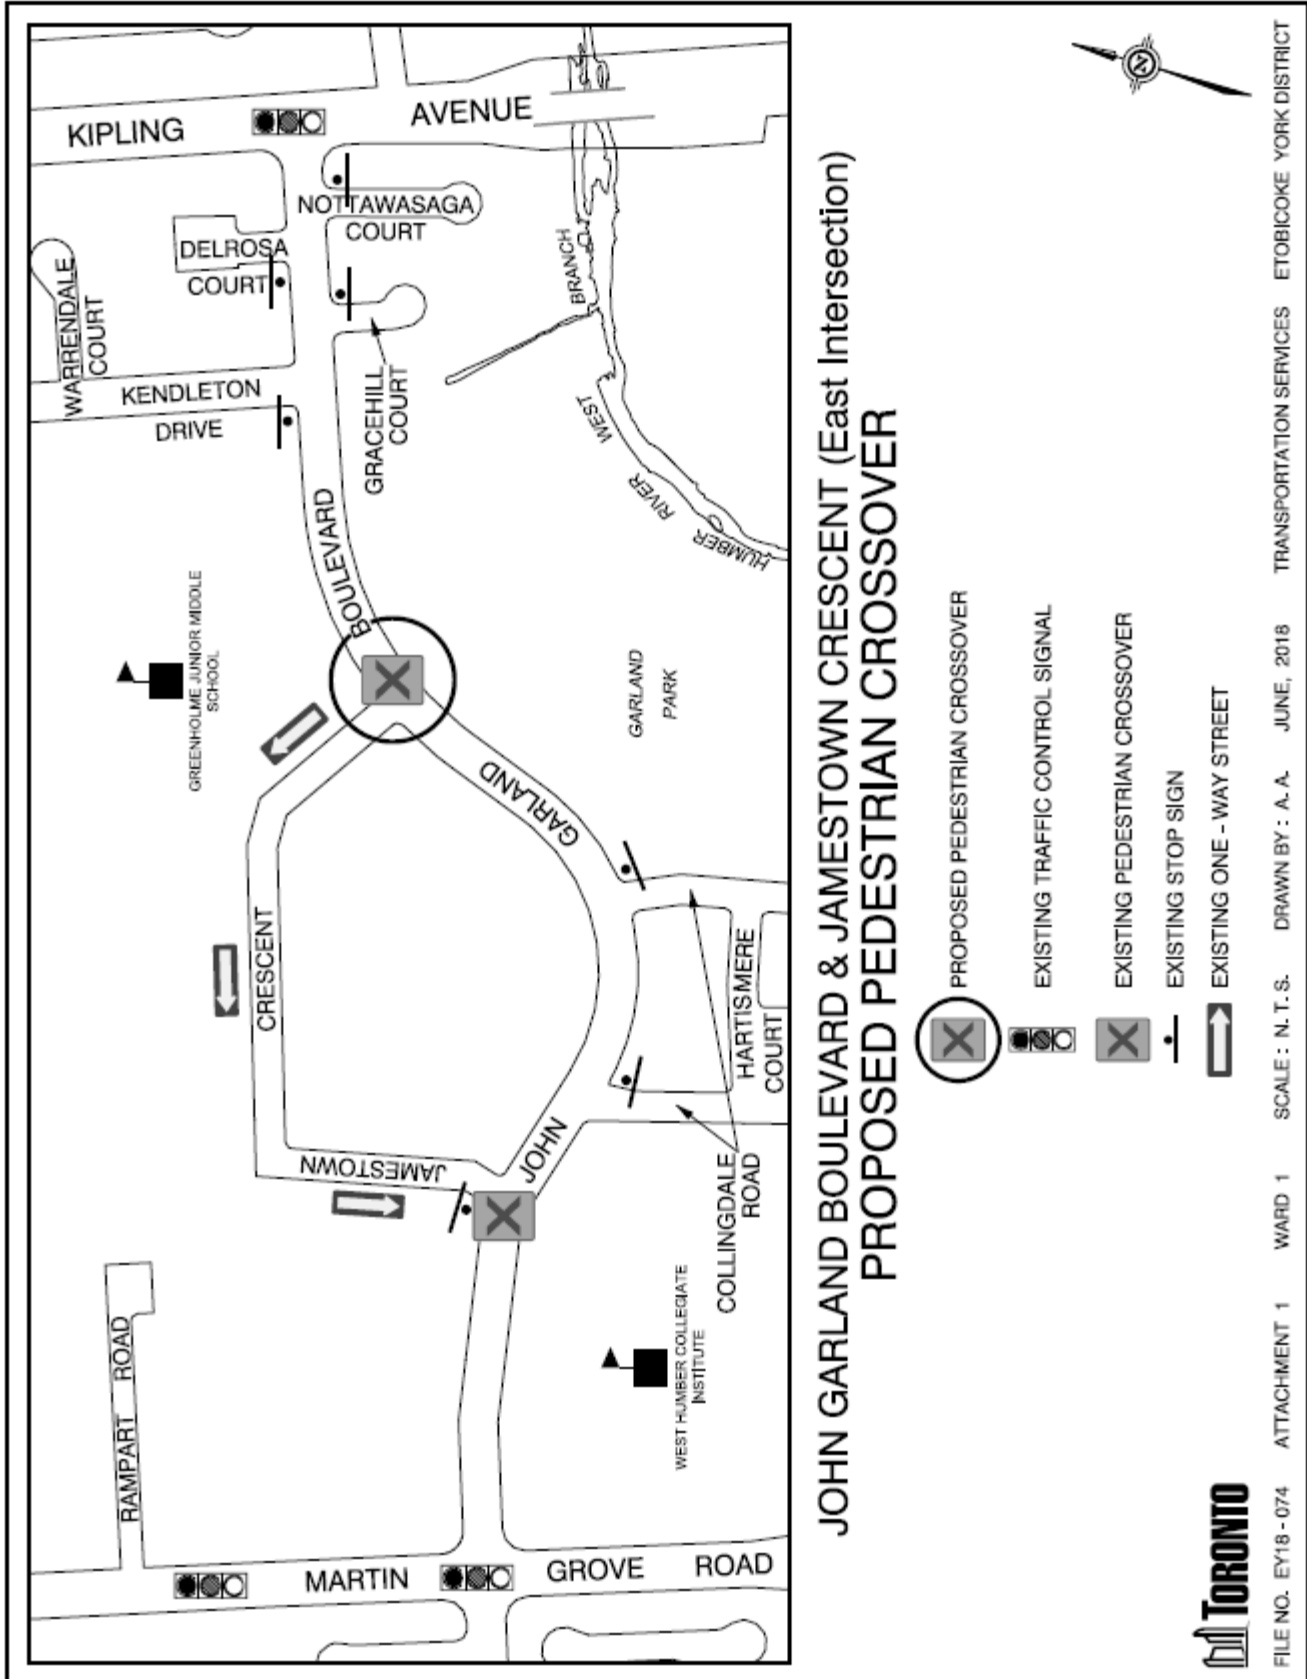 KIPLING AVENUE
NOTTAWASAGA
COURT
DELROSA
COURT
WARRENDALE
COURT
KENDLETON
DRIVE
GRACEHILL
COURT
BRANCH
WEST
RIVER
HUMBER
BOULEVARD
GREENHOLME JUNIOR MIDDLE
SCHOOL
GARLAND
PARK
GARLAND
CRESCENT
HARTISMERE
COURT
JAMESTOWN
JOHN
COLLINGDALE
ROAD
RAMPART ROAD
WEST HUMBER COLLEGIATE
INSTITUTE
MARTIN GROVE ROAD
JOHN GARLAND BOULEVARD & JAMESTOWN CRESCENT (East Intersection)
PROPOSED PEDESTRIAN CROSSOVER
PROPOSED PEDESTRIAN CROSSOVER
EXISTING TRAFFIC CONTROL SIGNAL
EXISTING PEDESTRIAN CROSSOVER
EXISTING STOP SIGN
EXISTING ONE - WAY STREET
N
TORONTO
FILE NO. EY18 - 074 ATTACHMENT 1 WARD 1 SCALE : N. T. S. DRAWN BY : A. A. JUNE, 2018 TRANSPORTATION SERVICES ETOBICOKE YORK DISTRICT